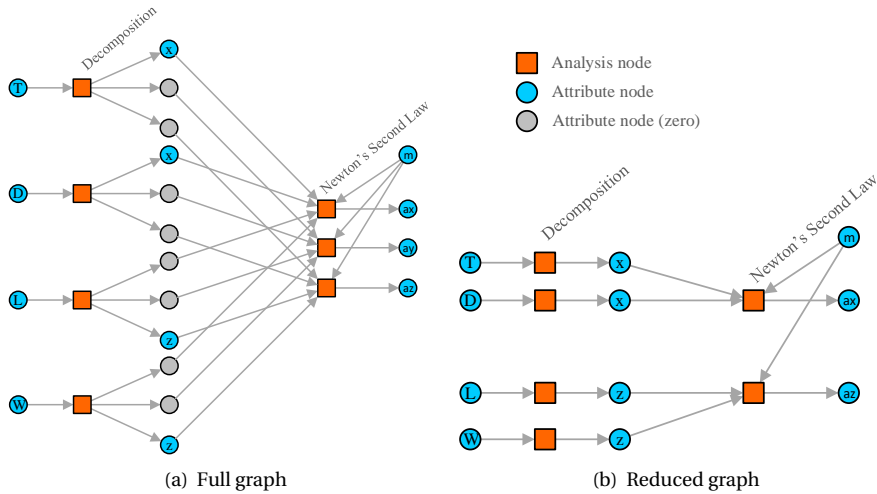 Decomposition
x
T
x
D
L
z
W
z
Newton's Second Law
m
ax
ay
az
(a) Full graph
Analysis node
Attribute node
Attribute node (zero)
Decomposition
Newton's Second Law
m
T
x
D
x
ax
L
z
az
W
z
(b) Reduced graph